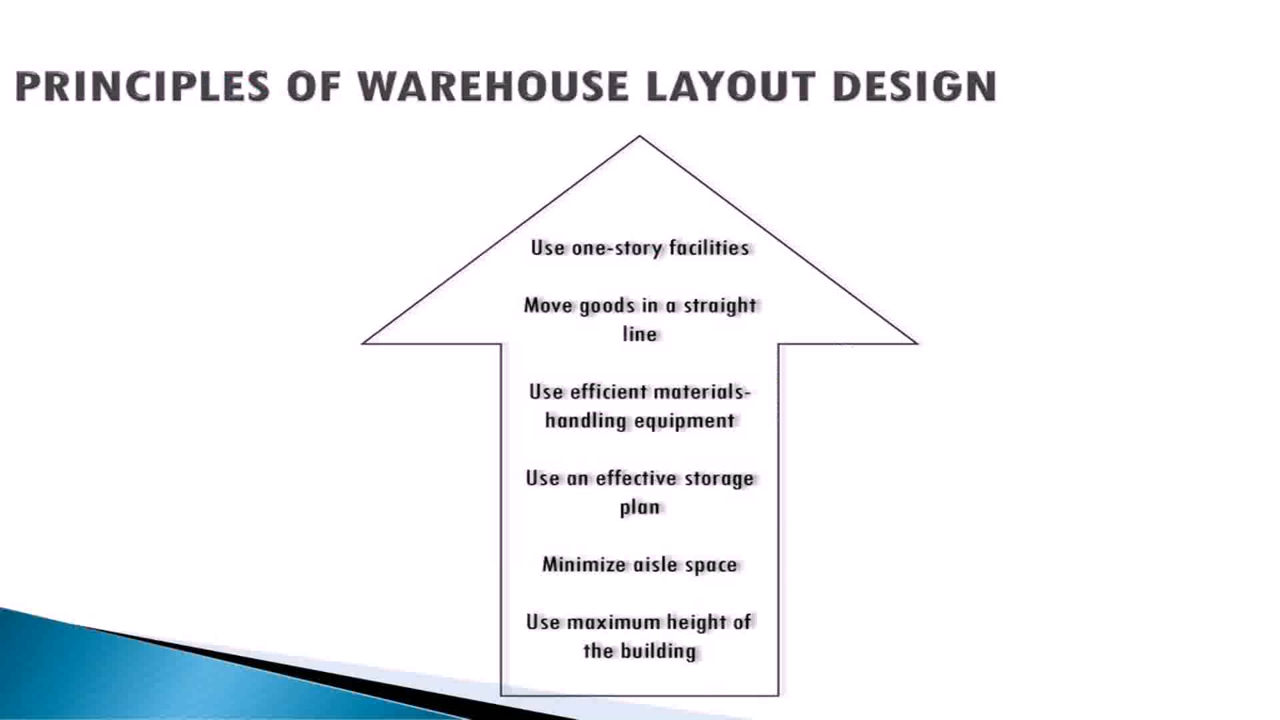 PRINCIPLES OF WAREHOUSE LAYOUT DESIGN
Use one-story facilities
Move goods in a straight
line
Use efficient materials-
handling equipment
Use an effective storage
plan
Minimize aisle space
Use maximum height of
the building